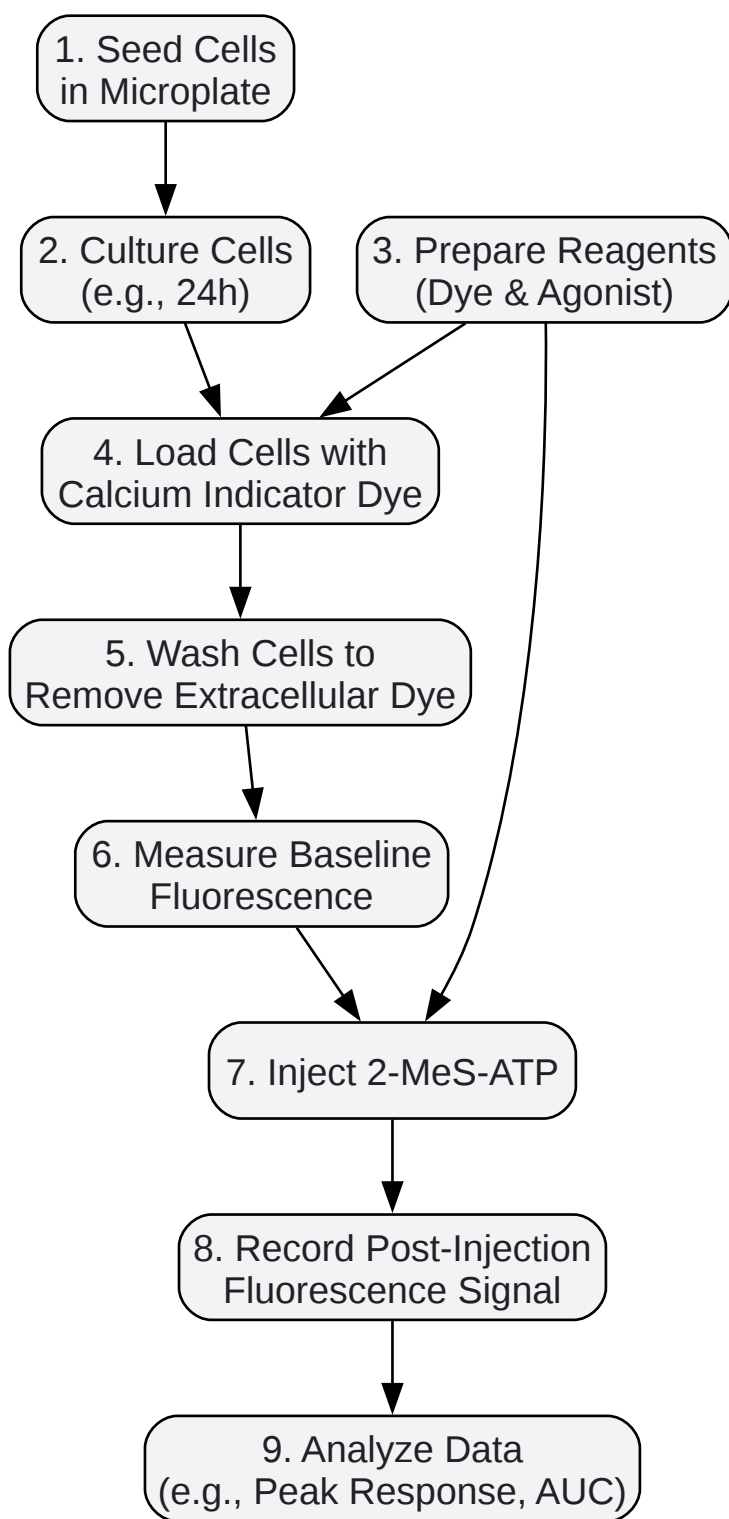 1. Seed Cells
in Microplate
2. Culture Cells
(e.g., 24h)
3. Prepare Reagents
(Dye & Agonist)
4. Load Cells with
Calcium Indicator Dye
5. Wash Cells to
Remove Extracellular Dye
6. Measure Baseline
Fluorescence
7. Inject 2-MeS-ATP
8. Record Post-Injection
Fluorescence Signal
9. Analyze Data
(e.g., Peak Response, AUC)